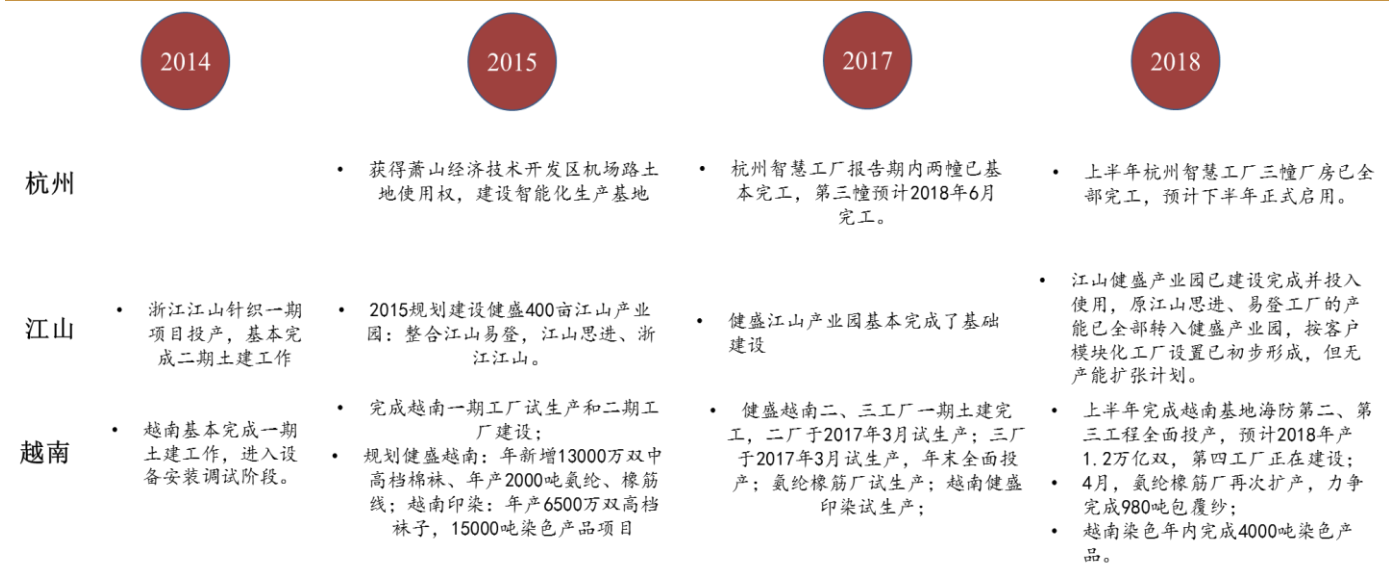 2014
2015
2017
2018
杭州
• 获得萧山经济技术开发区机场路土
地使用权，建设智能化生产基地
• 杭州智慧工厂报告期内两幢已基
本完工，第三幢预计2018年6月
完工。
• 上半年杭州智慧工厂三幢厂房已全
部完工，预计下半年正式启用。
江山
• 浙江江山针织一期
项目投产，基本完
成二期土建工作
• 2015规划建设健盛400亩江山产业
园：整合江山易登，江山思进、浙
江江山。
• 健盛江山产业园基本完成了基础
建设
• 江山健盛产业园已建设完成并投入
使用，原江山思进、易登工厂的产
能已全部转入健盛产业园，按客户
模块化工厂设置已初步形成，但无
产能扩张计划。
越南
• 越南基本完成一期
土建工作，进入设
备安装调试阶段。
• 完成越南一期工厂试生产和二期工
厂建设；
• 规划健盛越南：年新增13000万双中
高档棉袜、年产2000吨氨纶、橡筋
线；越南印染：年产6500万双高档
袜子，15000吨染色产品项目
• 健盛越南二、三工厂一期土建完
工，二厂于2017年3月试生产；三厂
于2017年3月试生产，年末全面投
产；氨纶橡筋厂试生产；越南健盛
印染试生产；
• 上半年完成越南基地海防第二、第
三工程全面投产，预计2018年产
1.2万亿双，第四工厂正在建设；
• 4月，氨纶橡筋厂再次扩产，力争
完成980吨包覆纱；
• 越南染色年内完成4000吨染色产
品。